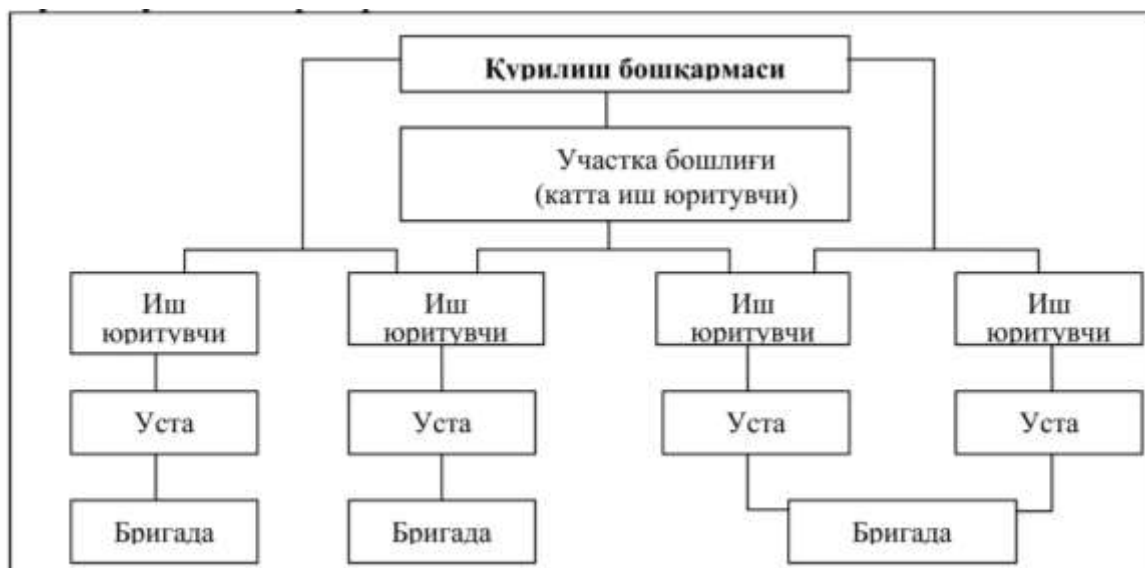 Қурилиш бошқармаси
Участка бошлиғи
(катта иш юритувчи)
Иш
юритувчи
Иш
юритувчи
Иш
юритувчи
Иш
юритувчи
Уста
Уста
Уста
Уста
Бригада
Бригада
Бригада